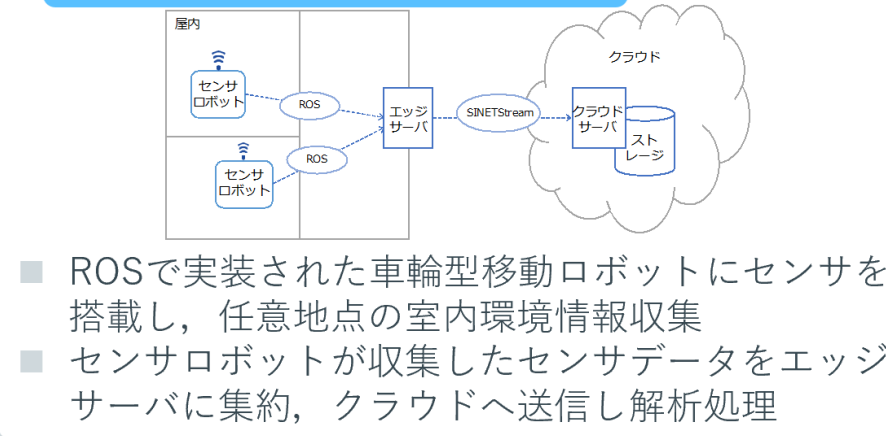 屋内
クラウド
センサ
ロボット
ROS
エッジ
サーバ
SINETStream
クラウド
サーバ
スト
レージ
センサ
ロボット
ROS
■ ROSで実装された車輪型移動ロボットにセンサを
搭載し，任意地点の室内環境情報収集
■ センサロボットが収集したセンサデータをエッジ
サーバに集約，クラウドへ送信し解析処理